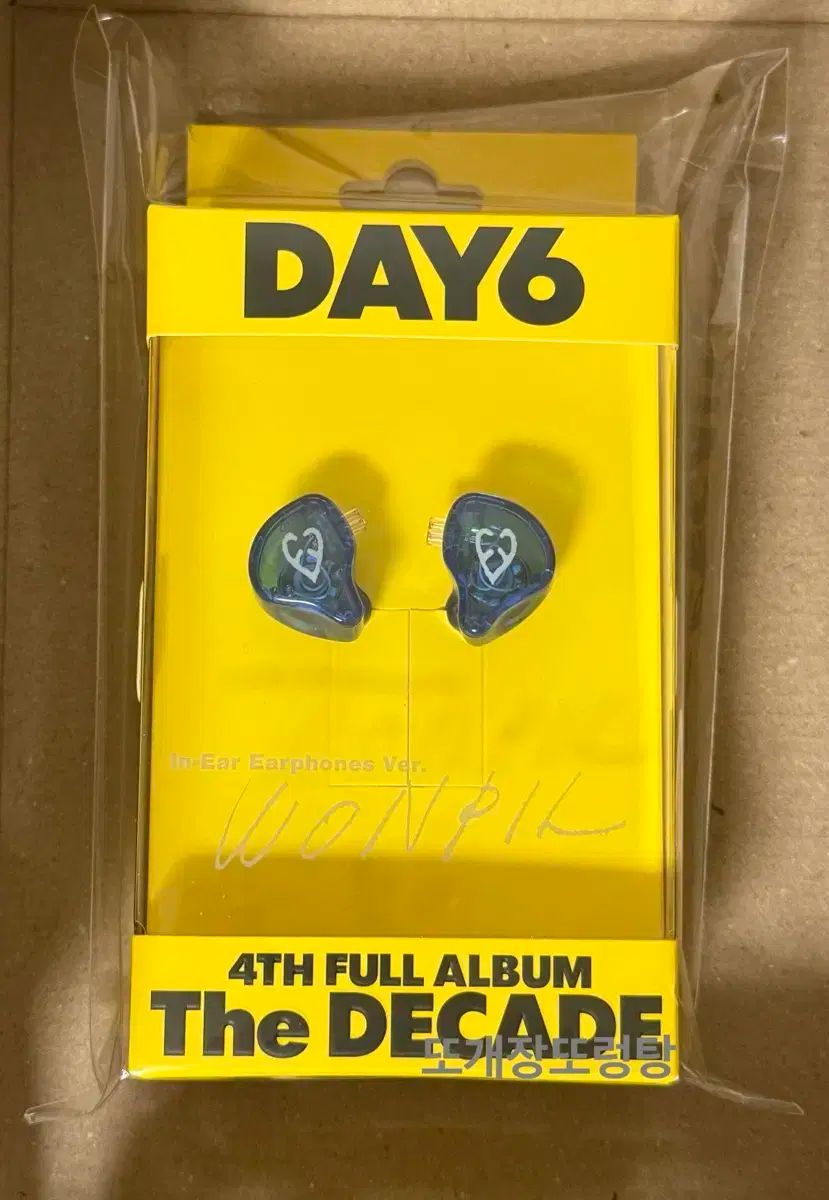 DAY6
In-Ear Earphones Ver.
WONPIL
4TH FULL ALBUM
The DECADE
또개장또렁탕